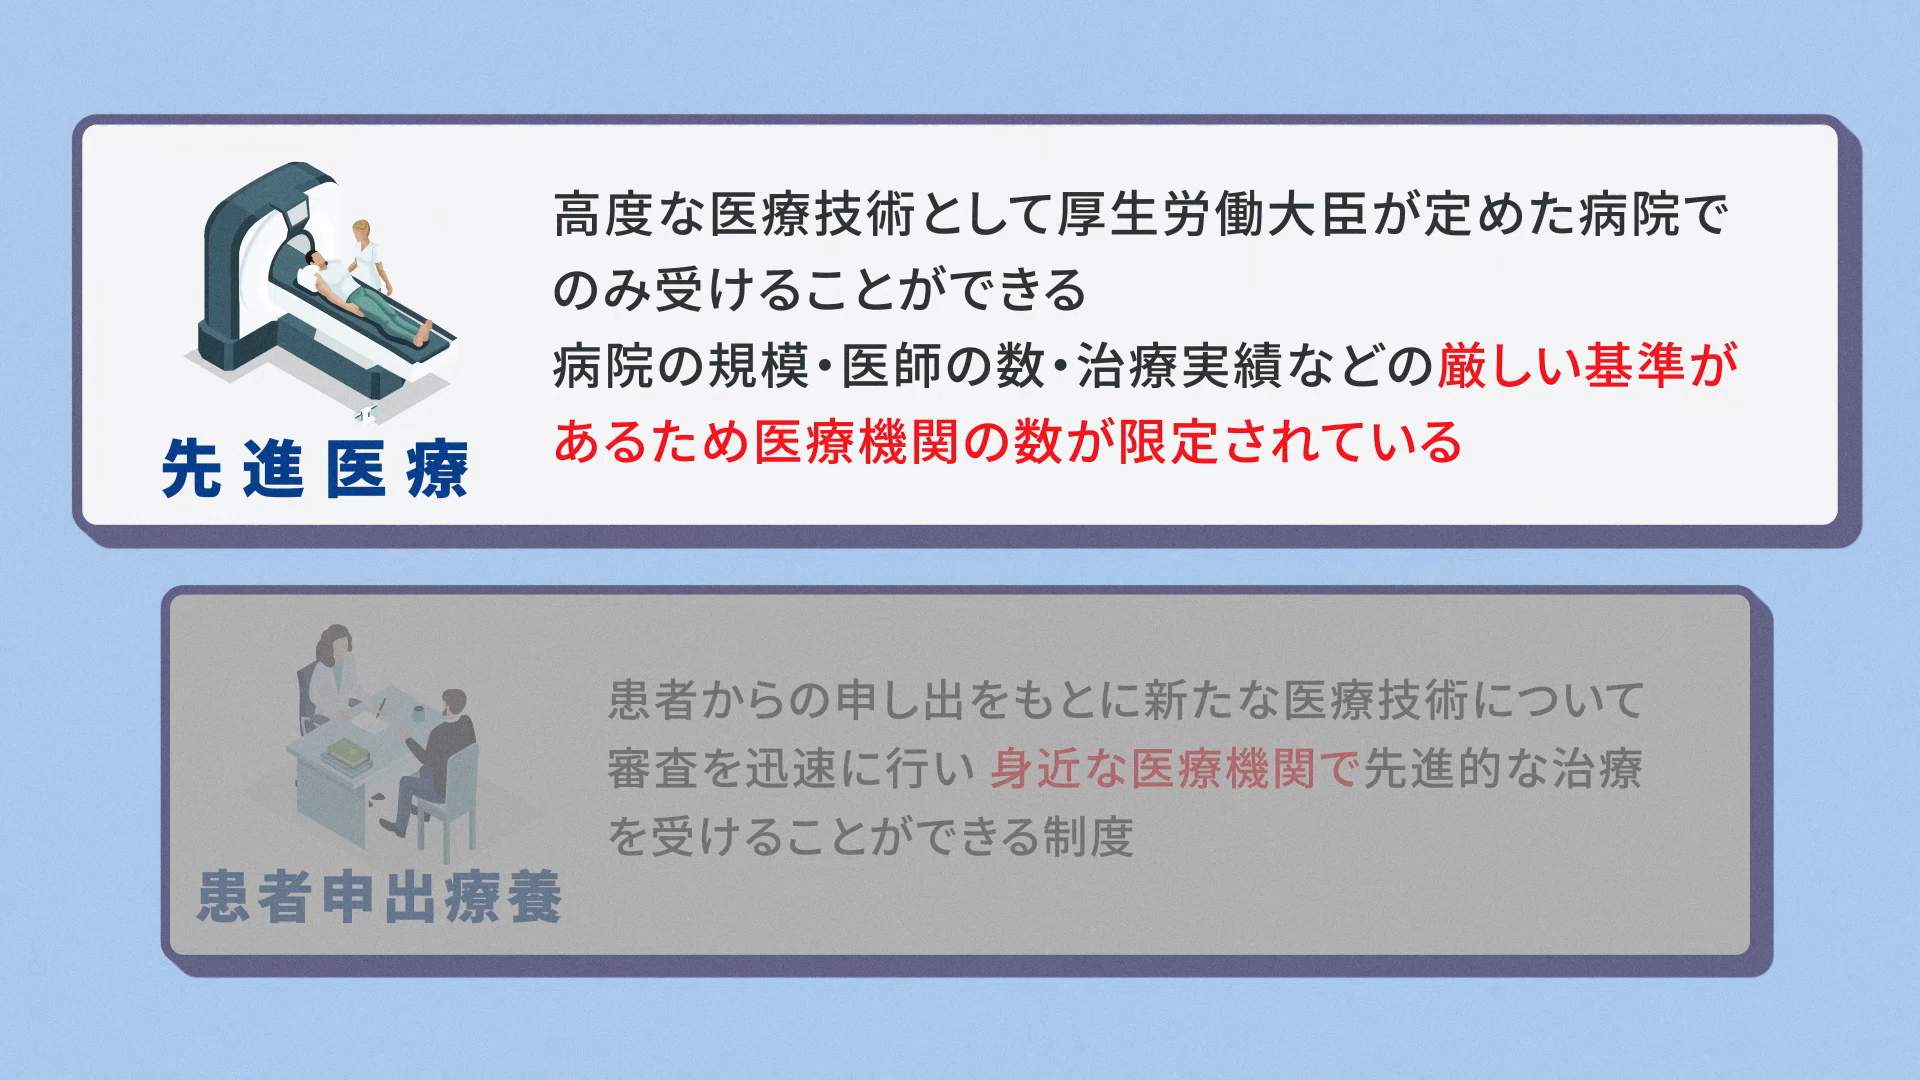 高度な医療技術として厚生労働大臣が定めた病院で
のみ受けることができる
病院の規模・医師の数・治療実績などの厳しい基準が
あるため医療機関の数が限定されている
先進医療
患者からの申し出をもとに新たな医療技術について
審査を迅速に行い 身近な医療機関で先進的な治療
を受けることができる制度
患者申出療養